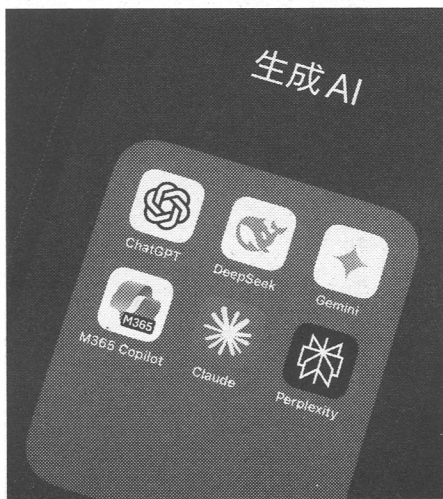 生成AI
ChatGPT
DeepSeek
Gemini
M365
M365 Copilot
Claude
Perplexity